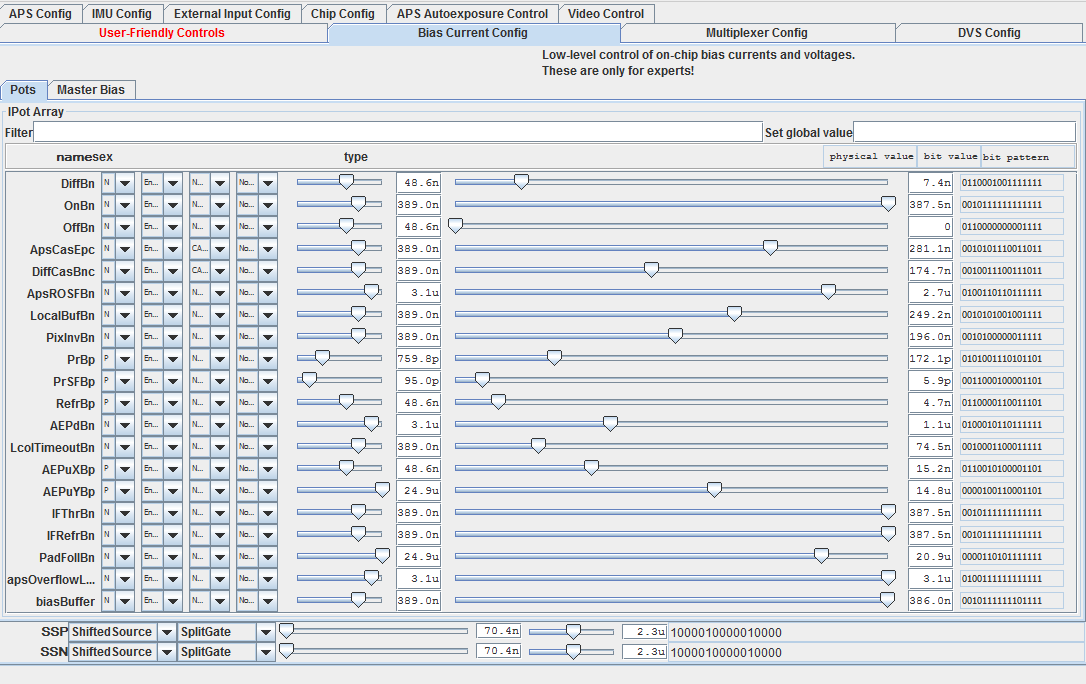 APS Config IMU Config External Input Config Chip Config APS Autoexposure Control Video Control
User-Friendly Controls Bias Current Config Multiplexer Config DVS Config
Low-level control of on-chip bias currents and voltages.
These are only for experts!
Pots Master Bias
IPot Array
Filter Set global value
namesex type physical value bit value bit pattern
DiffBn N En... N... No... 48.6n 7.4n 0110001001111111
OnBn N En... N... No... 389.0n 387.5n 0010111111111111
OffBn N En... N... No... 48.6n 0 0110000000001111
ApsCasEpc N En... CA... No... 389.0n 281.1n 0010101110011011
DiffCasBnc N En... CA... No... 389.0n 174.7n 0010011100111011
ApsROSFBn N En... N... No... 3.1u 2.7u 0100110110111111
LocalBufBn N En... N... No... 389.0n 249.2n 0010101001001111
PixInvBn N En... N... No... 389.0n 196.0n 0010100000011111
PrBp P En... N... No... 759.8p 172.1p 0101001110101101
PrSFBp P En... N... No... 95.0p 5.9p 0011000100001101
RefrBp P En... N... No... 48.6n 4.7n 0110000110011101
AEPdBn N En... N... No... 3.1u 1.1u 0100010110111111
LcolTimeoutBn N En... N... No... 389.0n 74.5n 0010001100011111
AEPuXBp P En... N... No... 48.6n 15.2n 0110010100001101
AEPuYBp P En... N... No... 24.9u 14.8u 0000100110001101
IFThrBn N En... N... No... 389.0n 387.5n 0010111111111111
IFRefrBn N En... N... No... 389.0n 387.5n 0010111111111111
PadFollBn N En... N... No... 24.9u 20.9u 0000110101111111
apsOverflowL... N En... N... No... 3.1u 3.1u 0100111111111111
biasBuffer N En... N... No... 389.0n 386.0n 0010111111101111
SSP ShiftedSource SplitGate 70.4n 2.3u 1000010000010000
SSN ShiftedSource SplitGate 70.4n 2.3u 1000010000010000